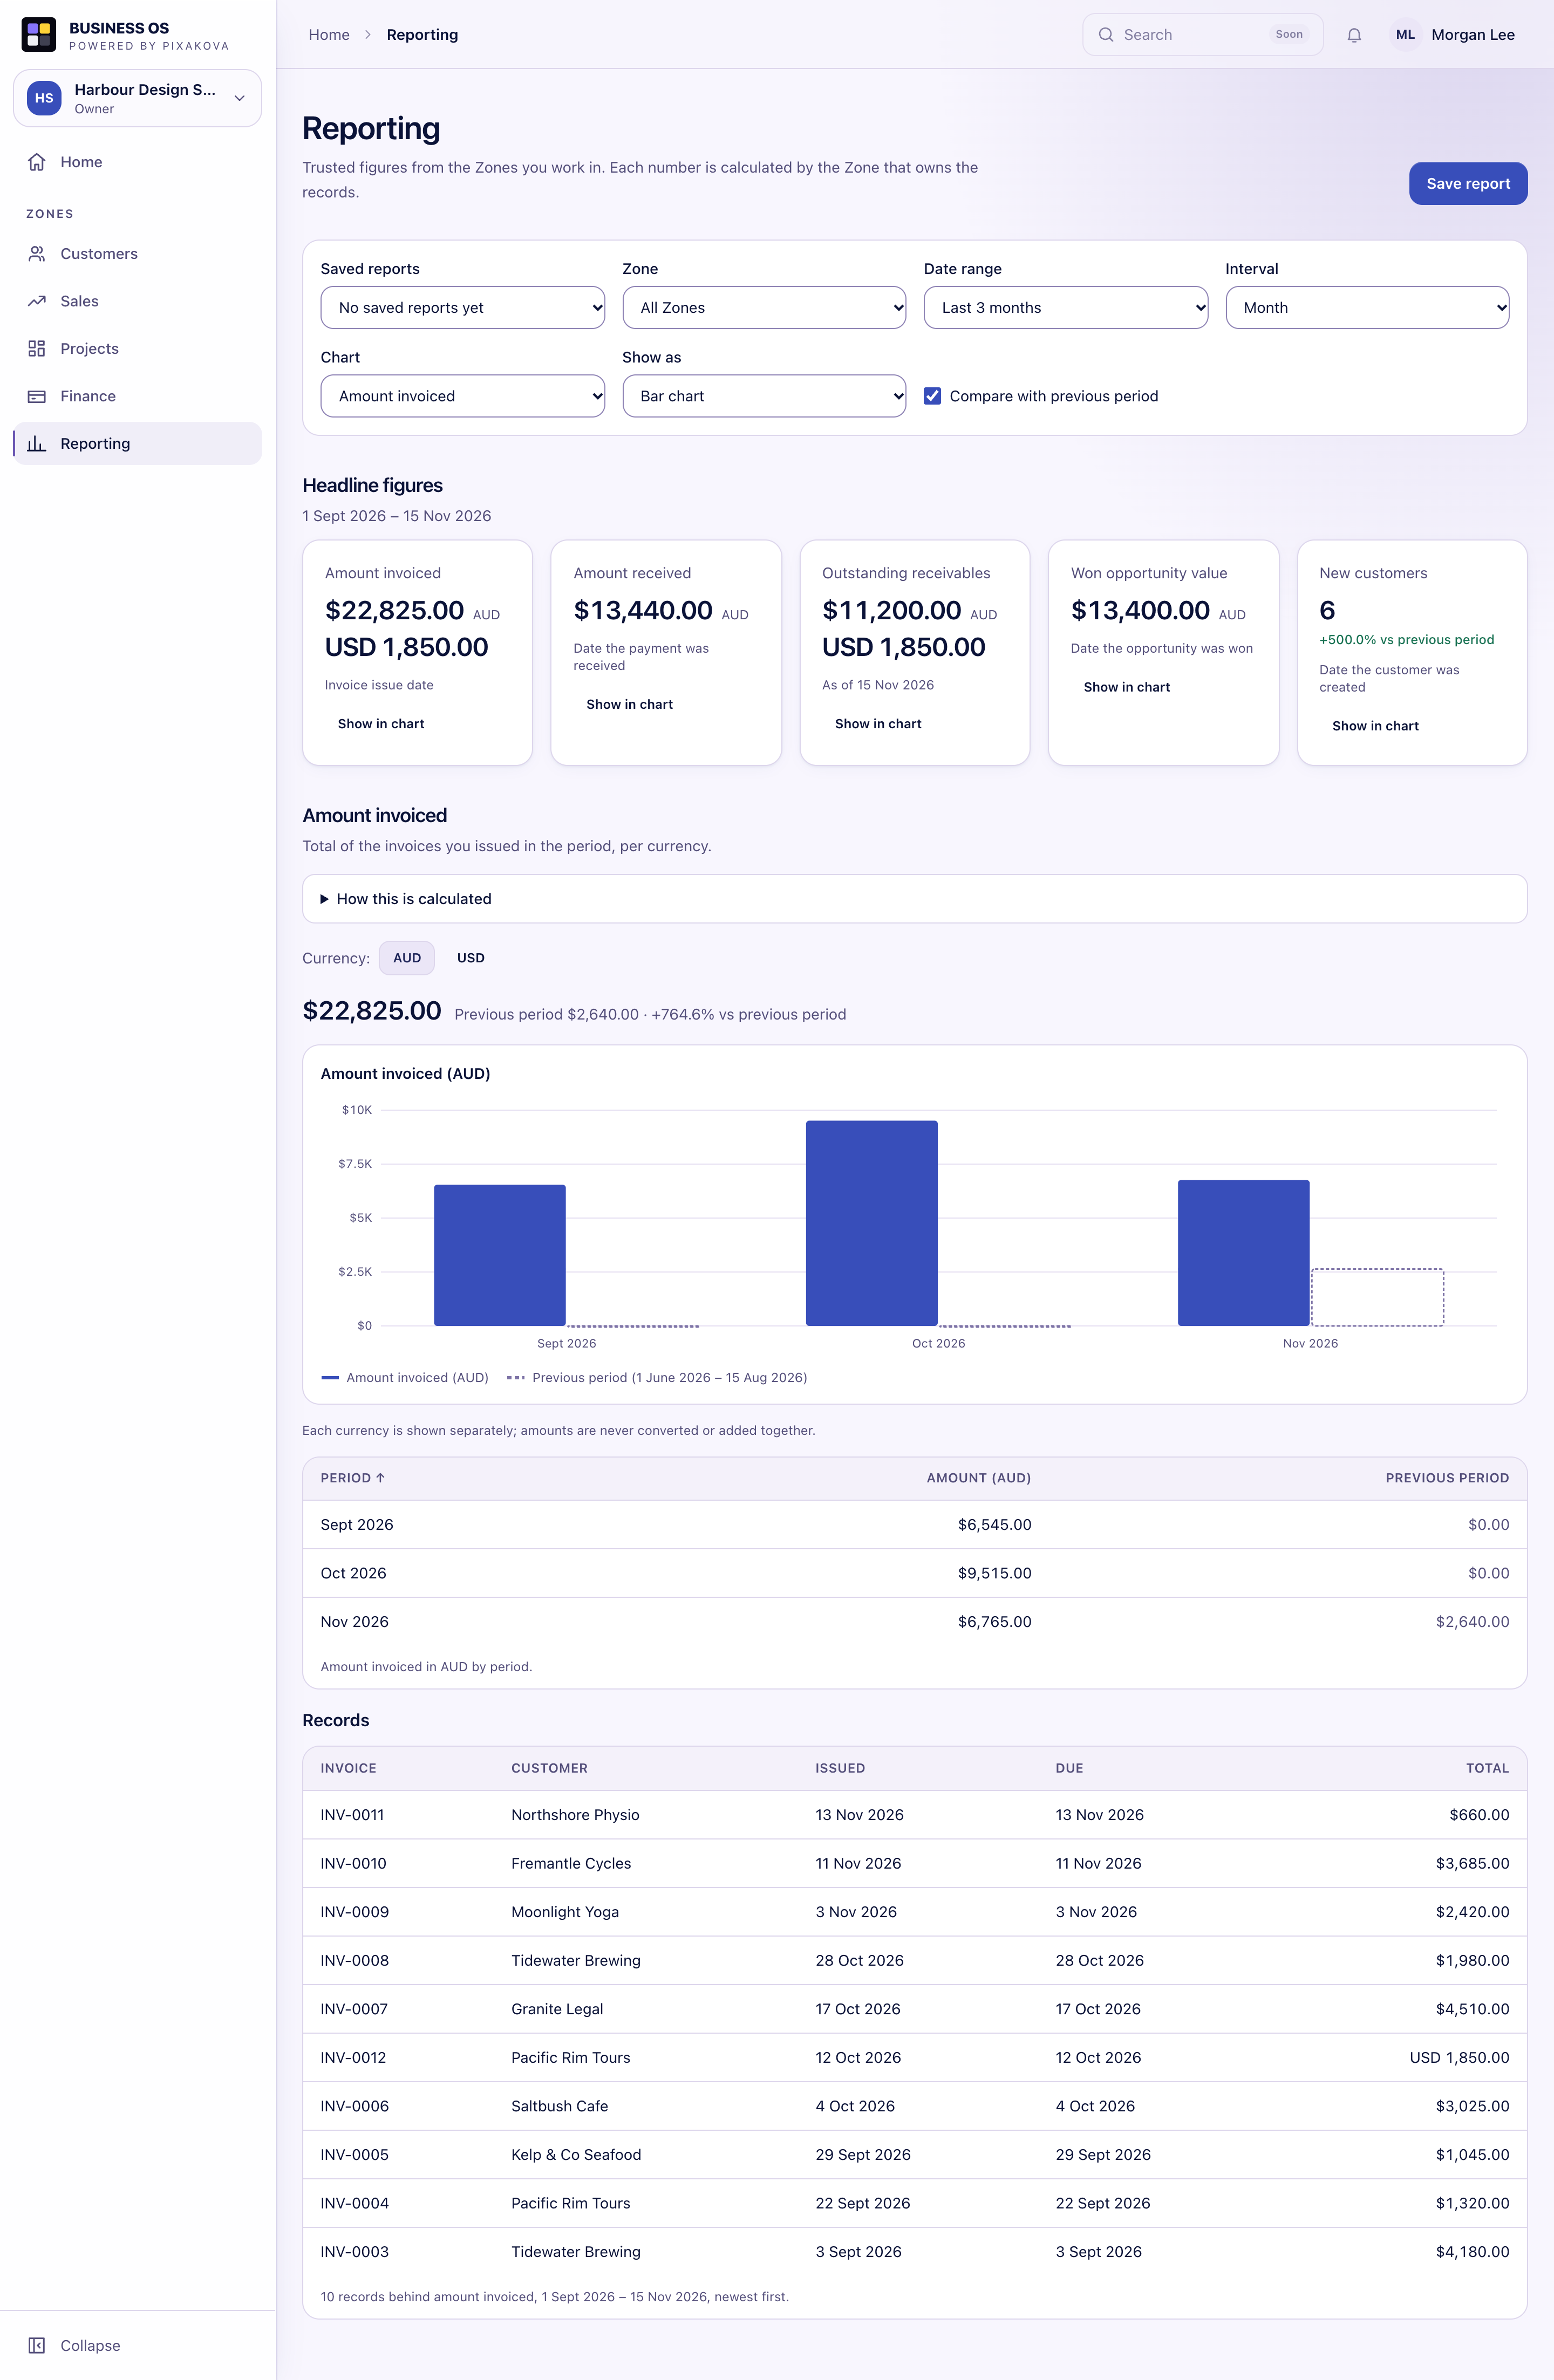 BUSINESS OS
POWERED BY PIXAKOVA
HS
Harbour Design S...
Owner
Home
ZONES
Customers
Sales
Projects
Finance
Reporting
Collapse
Home
Reporting
Search
Soon
ML
Morgan Lee
Reporting
Trusted figures from the Zones you work in. Each number is calculated by the Zone that owns the
records.
Save report
Saved reports
Zone
Date range
Interval
No saved reports yet
All Zones
Last 3 months
Month
Chart
Show as
Amount invoiced
Bar chart
Compare with previous period
Headline figures
1 Sept 2026 – 15 Nov 2026
Amount invoiced
$22,825.00 AUD
USD 1,850.00
Invoice issue date
Show in chart
Amount received
$13,440.00 AUD
Date the payment was
received
Show in chart
Outstanding receivables
$11,200.00 AUD
USD 1,850.00
As of 15 Nov 2026
Show in chart
Won opportunity value
$13,400.00 AUD
Date the opportunity was won
Show in chart
New customers
6
+500.0% vs previous period
Date the customer was
created
Show in chart
Amount invoiced
Total of the invoices you issued in the period, per currency.
How this is calculated
Currency: AUD USD
$22,825.00 Previous period $2,640.00 · +764.6% vs previous period
Amount invoiced (AUD)
$10K
$7.5K
$5K
$2.5K
$0
Sept 2026
Oct 2026
Nov 2026
Amount invoiced (AUD)
Previous period (1 June 2026 – 15 Aug 2026)
Each currency is shown separately; amounts are never converted or added together.
PERIOD ↑ AMOUNT (AUD) PREVIOUS PERIOD
Sept 2026 $6,545.00 $0.00
Oct 2026 $9,515.00 $0.00
Nov 2026 $6,765.00 $2,640.00
Amount invoiced in AUD by period.
Records
INVOICE CUSTOMER ISSUED DUE TOTAL
INV-0011 Northshore Physio 13 Nov 2026 13 Nov 2026 $660.00
INV-0010 Fremantle Cycles 11 Nov 2026 11 Nov 2026 $3,685.00
INV-0009 Moonlight Yoga 3 Nov 2026 3 Nov 2026 $2,420.00
INV-0008 Tidewater Brewing 28 Oct 2026 28 Oct 2026 $1,980.00
INV-0007 Granite Legal 17 Oct 2026 17 Oct 2026 $4,510.00
INV-0012 Pacific Rim Tours 12 Oct 2026 12 Oct 2026 USD 1,850.00
INV-0006 Saltbush Cafe 4 Oct 2026 4 Oct 2026 $3,025.00
INV-0005 Kelp & Co Seafood 29 Sept 2026 29 Sept 2026 $1,045.00
INV-0004 Pacific Rim Tours 22 Sept 2026 22 Sept 2026 $1,320.00
INV-0003 Tidewater Brewing 3 Sept 2026 3 Sept 2026 $4,180.00
10 records behind amount invoiced, 1 Sept 2026 – 15 Nov 2026, newest first.